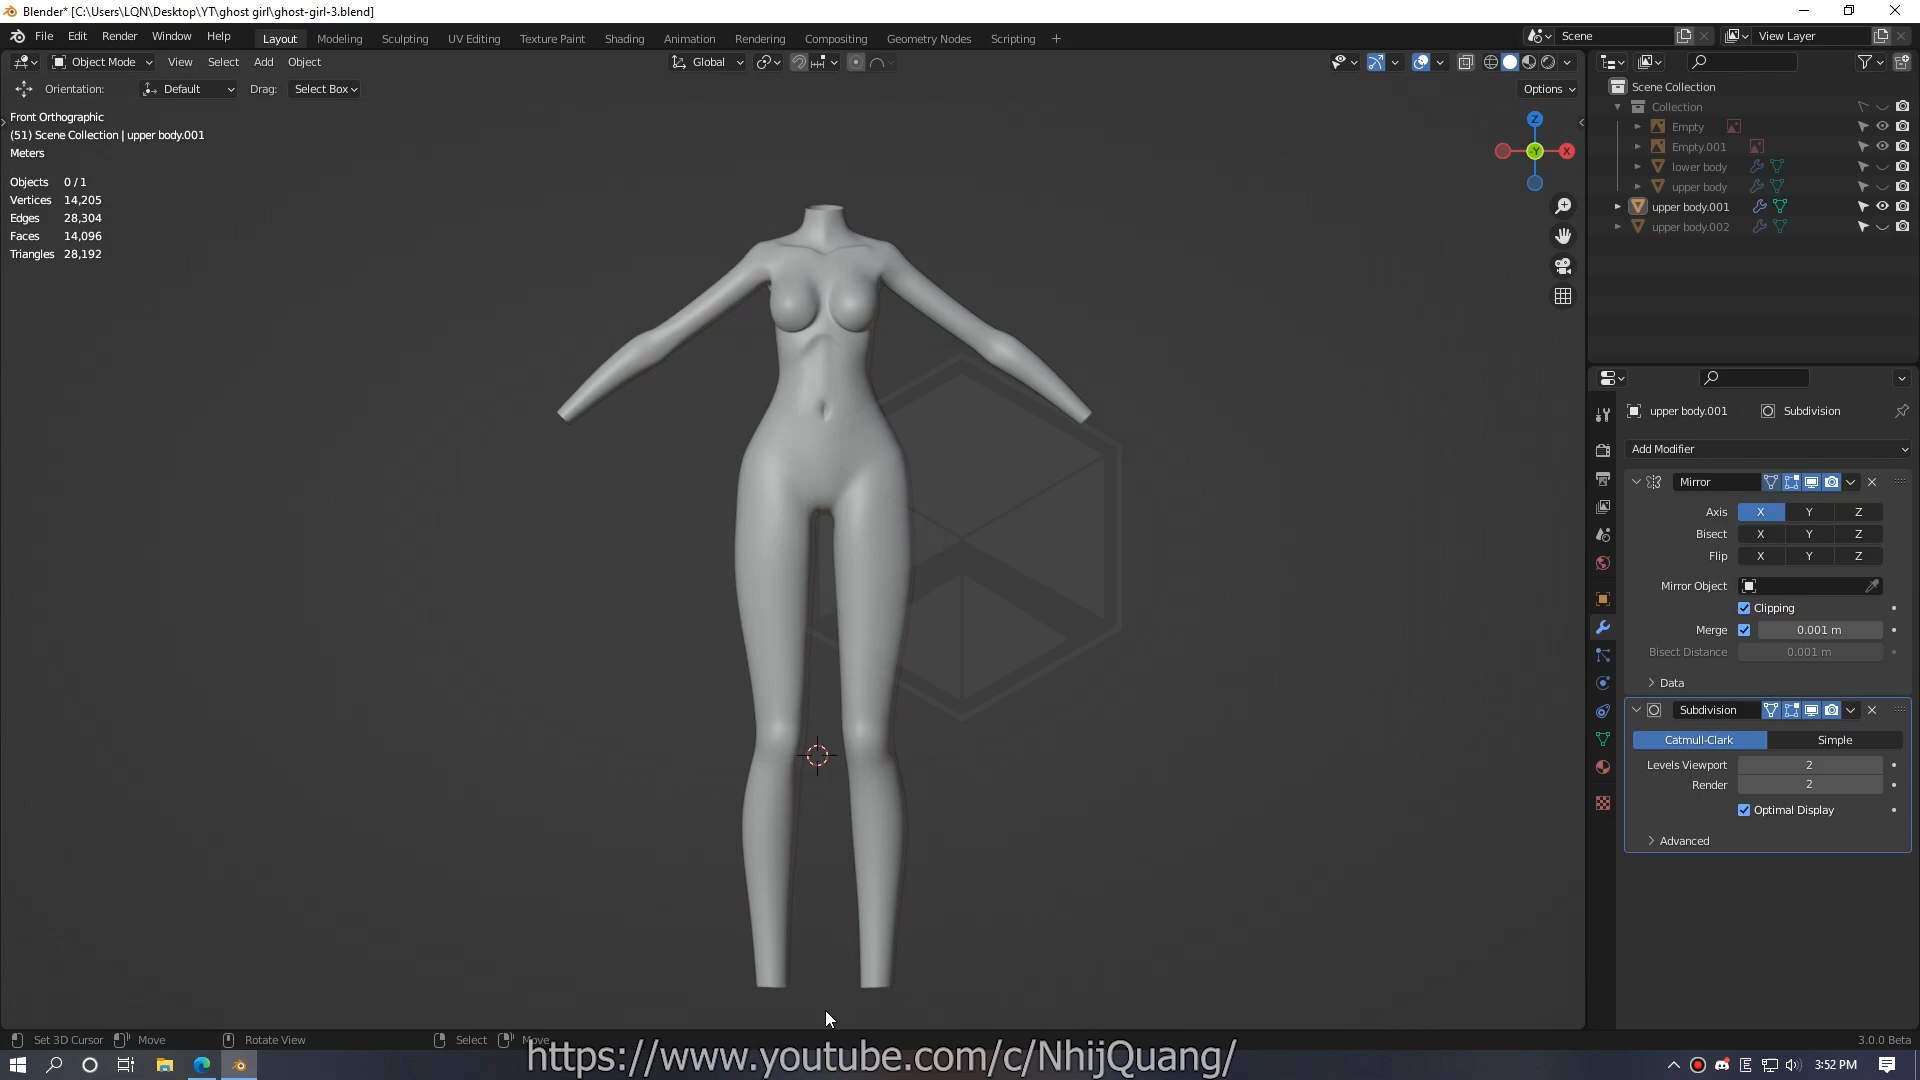 Blender* [C:\Users\LQN\Desktop\YT\ghost girl\ghost-girl-3.blend]
File Edit Render Window Help Layout Modeling Sculpting UV Editing Texture Paint Shading Animation Rendering Compositing Geometry Nodes Scripting + Scene View Layer
Object Mode View Select Add Object Global
Orientation: Default Drag: Select Box Options
Front Orthographic
(51) Scene Collection | upper body.001
Meters
Objects 0 / 1
Vertices 14,205
Edges 28,304
Faces 14,096
Triangles 28,192
Z
-Y
X
Scene Collection
Collection
Empty
Empty.001
lower body
upper body
upper body.001
upper body.002
upper body.001 Subdivision
Add Modifier
Mirror
Axis X Y Z
Bisect X Y Z
Flip X Y Z
Mirror Object
Clipping
Merge 0.001 m
Bisect Distance 0.001 m
Data
Subdivision
Catmull-Clark Simple
Levels Viewport 2
Render 2
Optimal Display
Advanced
Set 3D Cursor Move Rotate View Select Move 3.0.0 Beta
https://www.youtube.com/c/NhijQuang/
3:52 PM